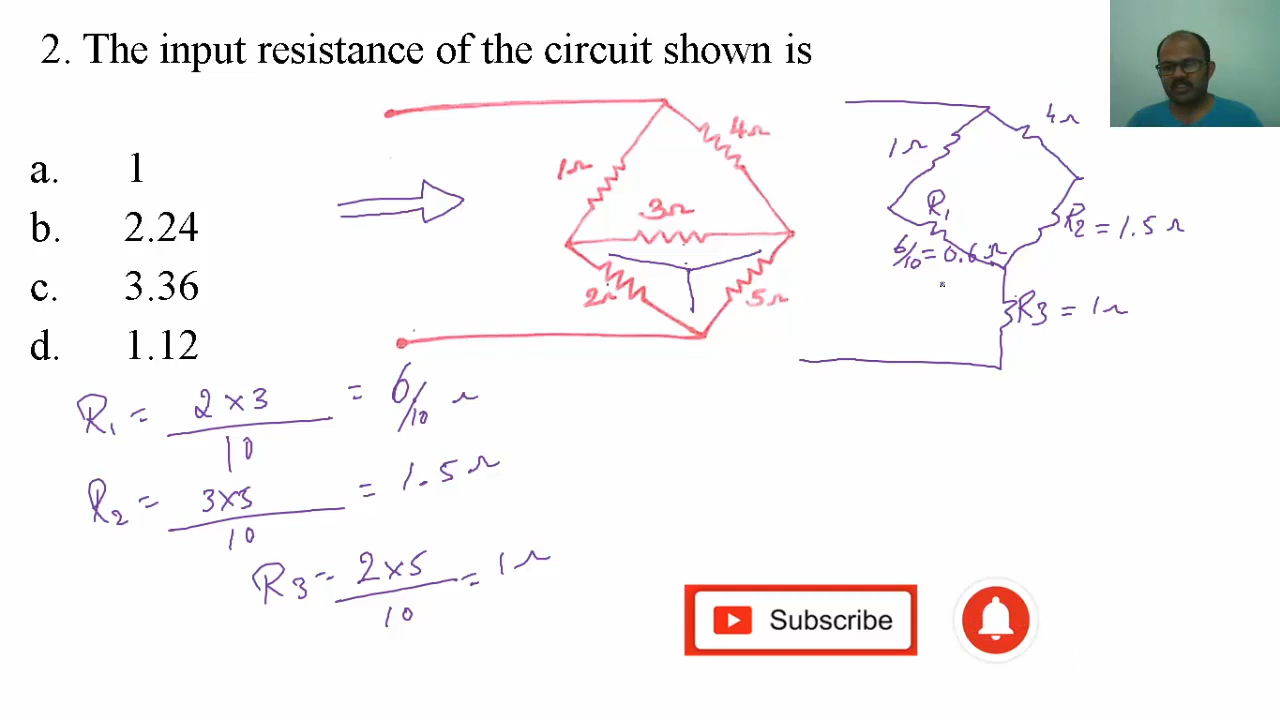 2. The input resistance of the circuit shown is
a. 1
b. 2.24
c. 3.36
d. 1.12
1Ω
4Ω
3Ω
2Ω
5Ω
1Ω
4Ω
R1
6/10 = 0.6 Ω
R2 = 1.5 Ω
R3 = 1Ω
R1 = 2×3/10 = 6/10 Ω
R2 = 3×5/10 = 1.5 Ω
R3 = 2×5/10 = 1Ω
Subscribe